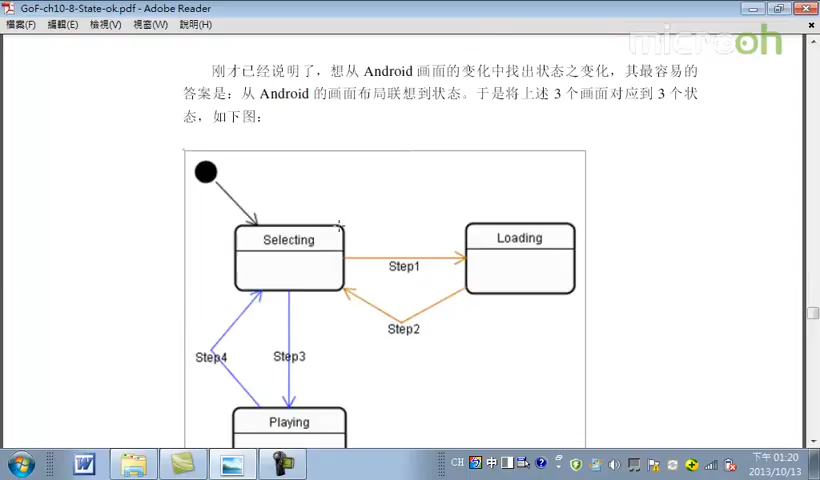 GoF-ch10-8-State-ok.pdf - Adobe Reader
檔案(F) 編輯(E) 檢視(V) 視窗(W) 說明(H)
microoh
刚才已经说明了，想从 Android 画面的变化中找出状态之变化，其最容易的
答案是：从 Android 的画面布局联想到状态。于是将上述 3 个画面对应到 3 个状
态，如下图：
Selecting
Loading
Step1
Step2
Step4
Step3
Playing
CH 中
下午 01:20
2013/10/13